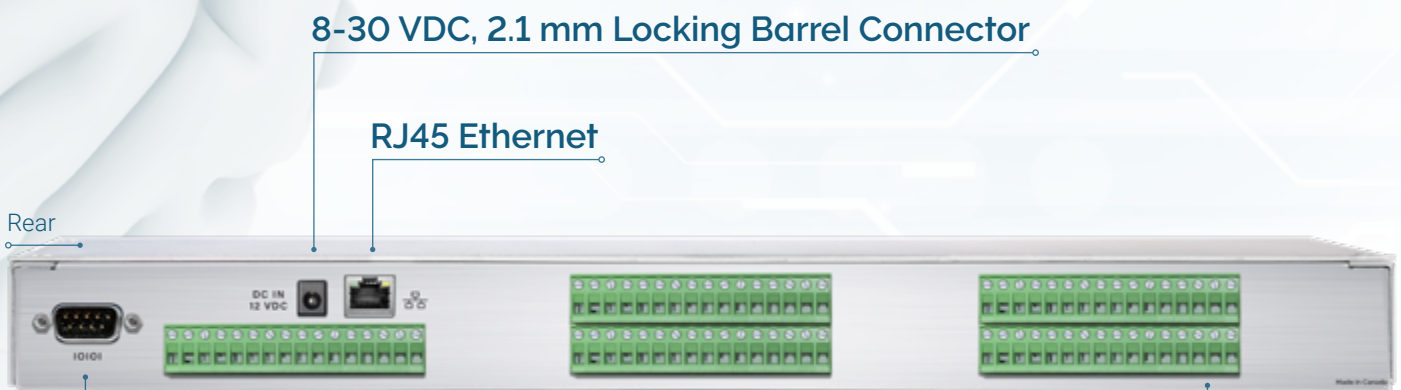 8-30 VDC, 2.1 mm Locking Barrel Connector
RJ45 Ethernet
Rear
DC IN
12 VDC
IOIOI
Made in Canada